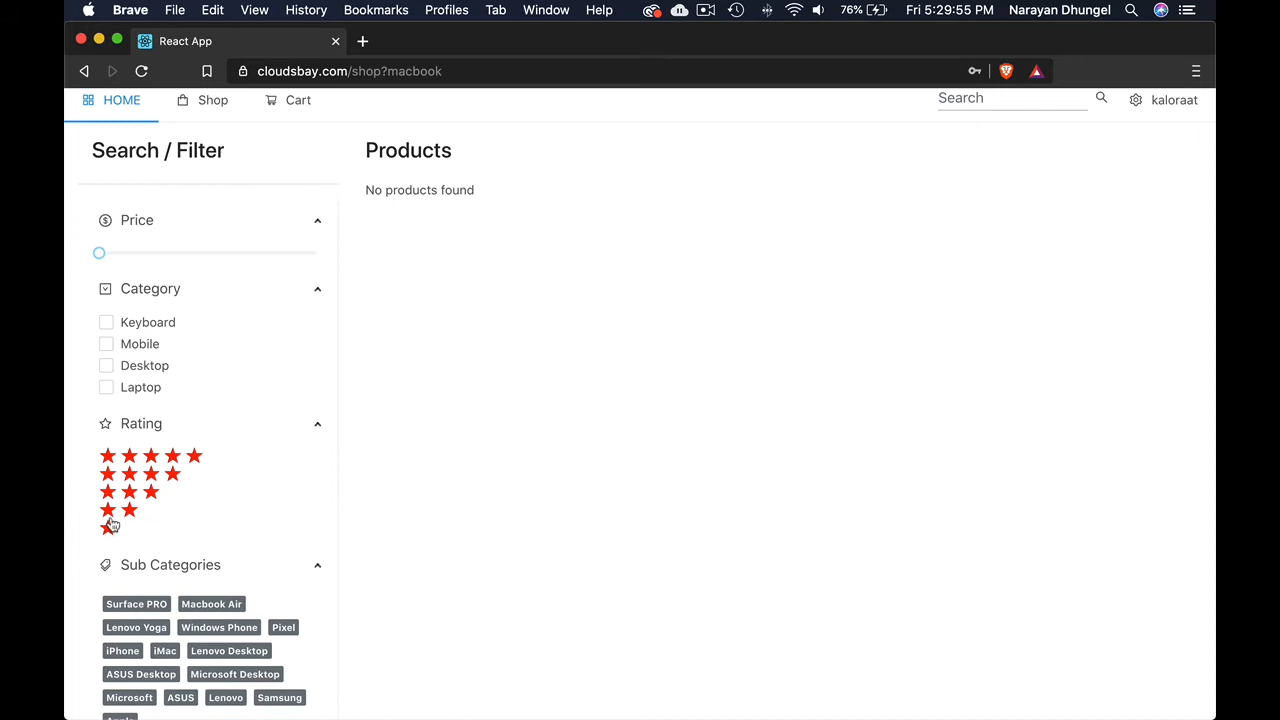 Brave File Edit View History Bookmarks Profiles Tab Window Help 76% Fri 5:29:55 PM Narayan Dhungel
React App
cloudsbay.com/shop?macbook
HOME Shop Cart Search kaloraat
Search / Filter
Products
No products found
Price
Category
Keyboard
Mobile
Desktop
Laptop
Rating
Sub Categories
Surface PRO Macbook Air
Lenovo Yoga Windows Phone Pixel
iPhone iMac Lenovo Desktop
ASUS Desktop Microsoft Desktop
Microsoft ASUS Lenovo Samsung
Apple